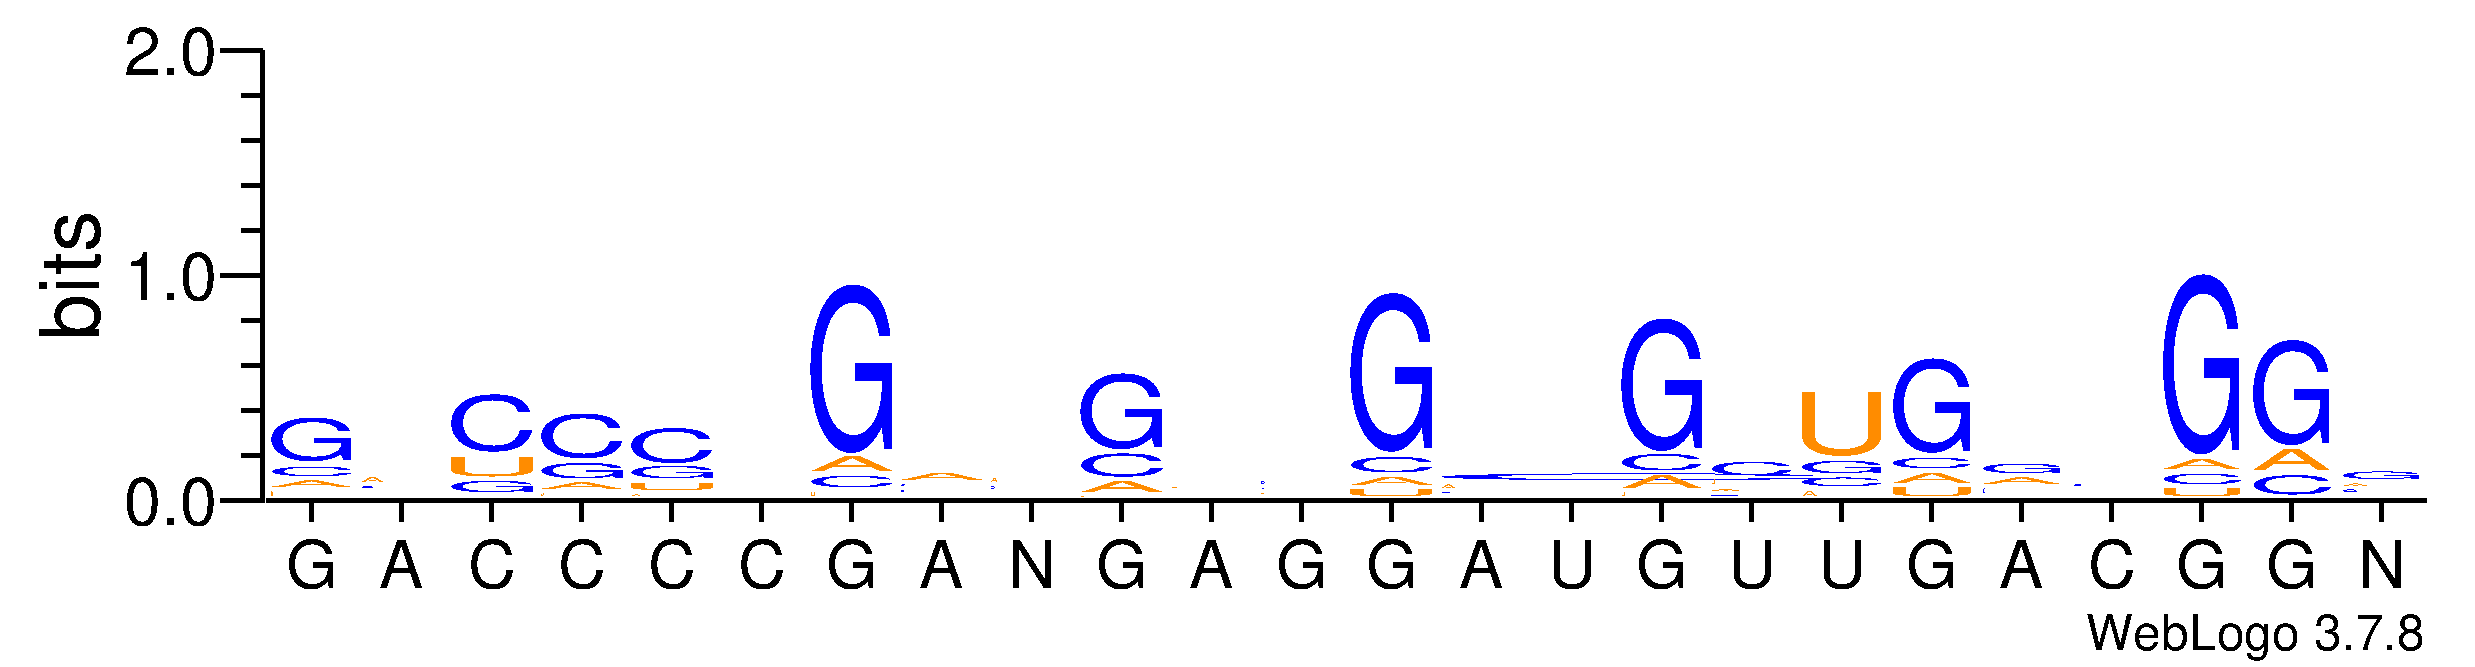 2.0
1.0
0.0
bits
G A C C C C G A N G A G G A U G U U G A C G G N
WebLogo 3.7.8